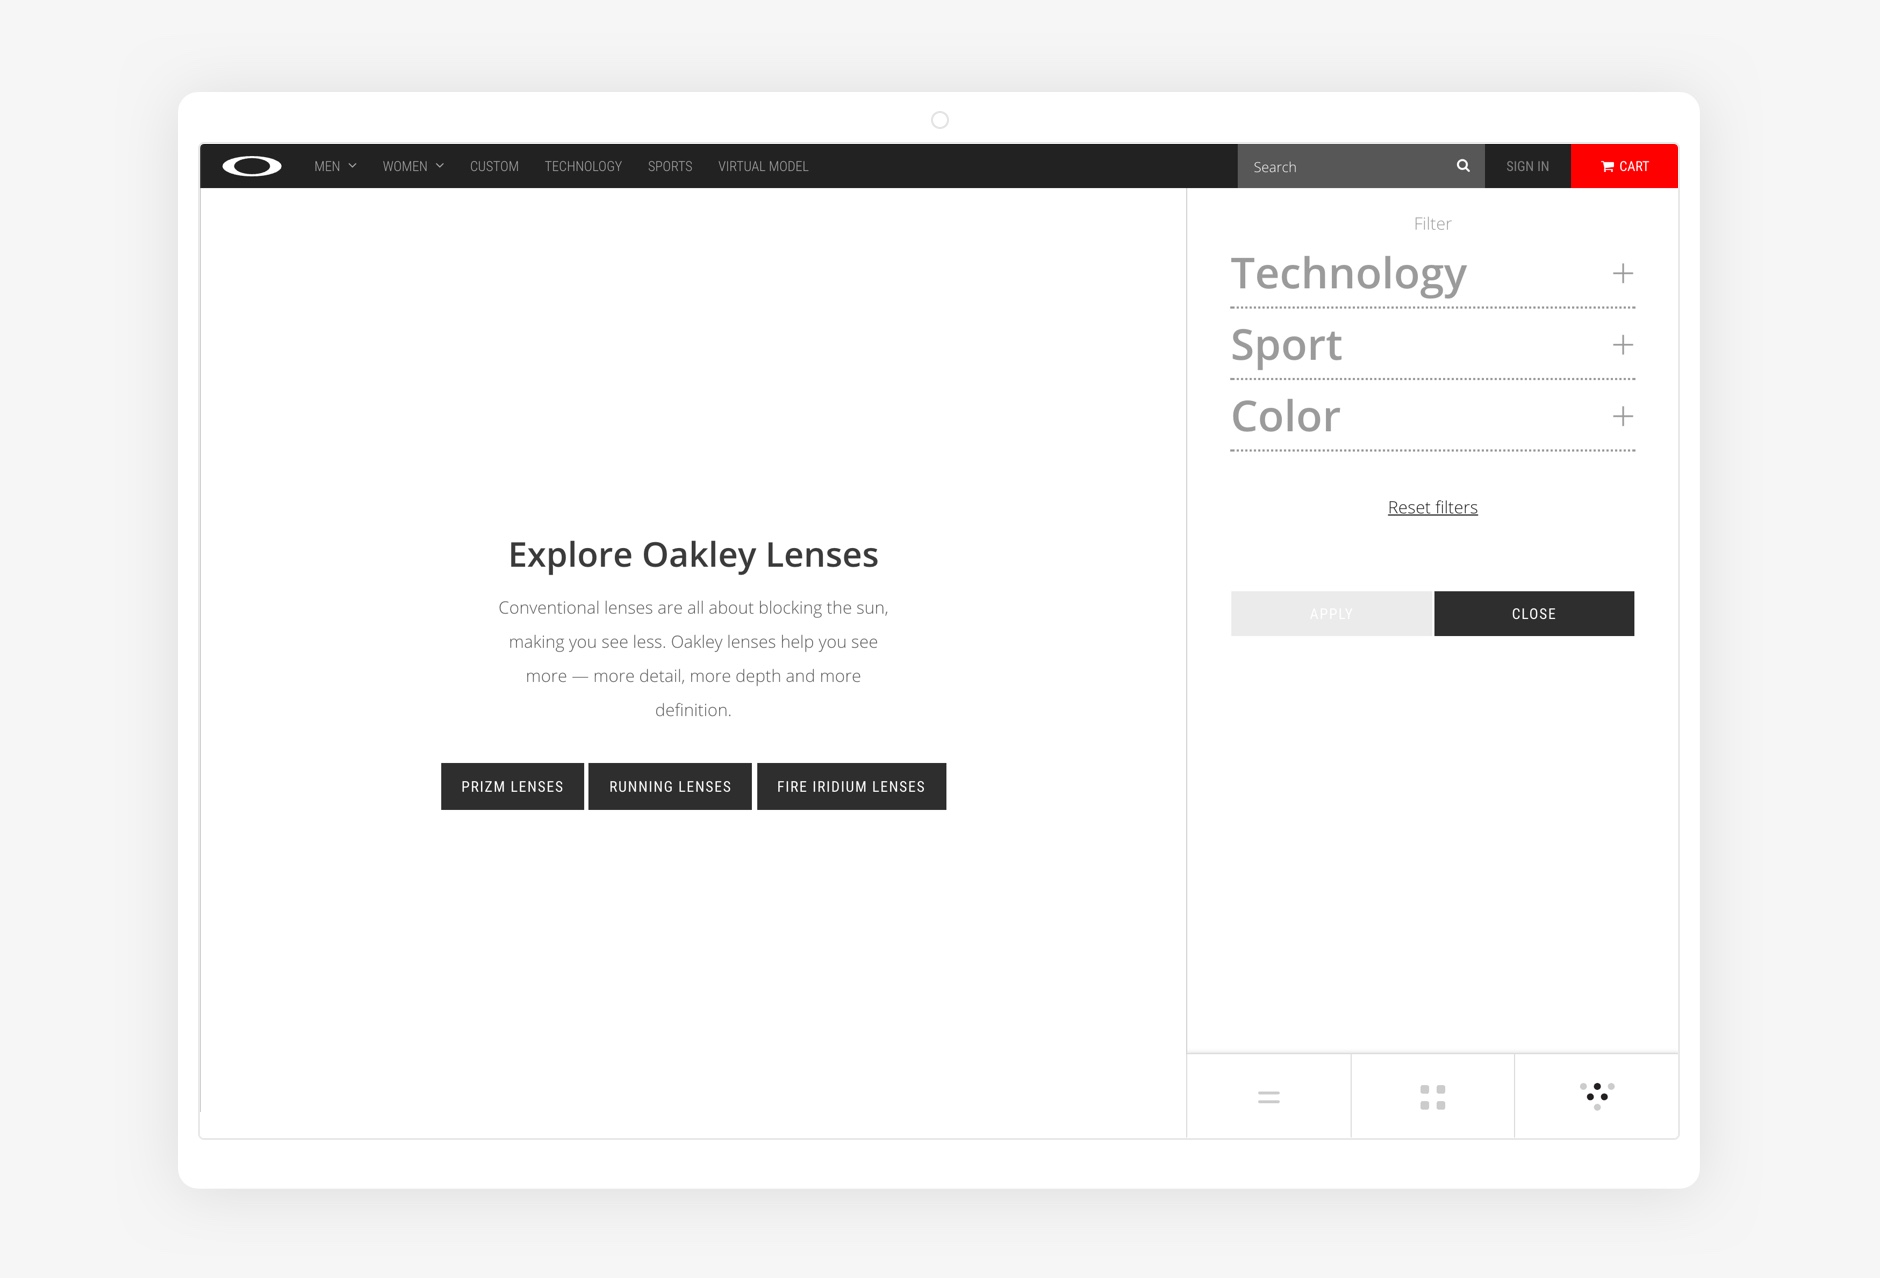 MEN
WOMEN
CUSTOM
TECHNOLOGY
SPORTS
VIRTUAL MODEL
Search
SIGN IN
CART
Explore Oakley Lenses
Conventional lenses are all about blocking the sun,
making you see less. Oakley lenses help you see
more — more detail, more depth and more
definition.
PRIZM LENSES
RUNNING LENSES
FIRE IRIDIUM LENSES
Filter
Technology
Sport
Color
Reset filters
APPLY
CLOSE